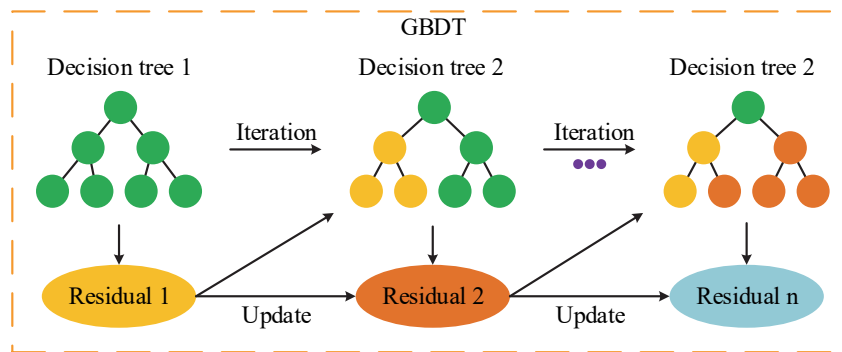 GBDT
Decision tree 1
Decision tree 2
Decision tree 2
Iteration
Iteration
Residual 1
Residual 2
Residual n
Update
Update